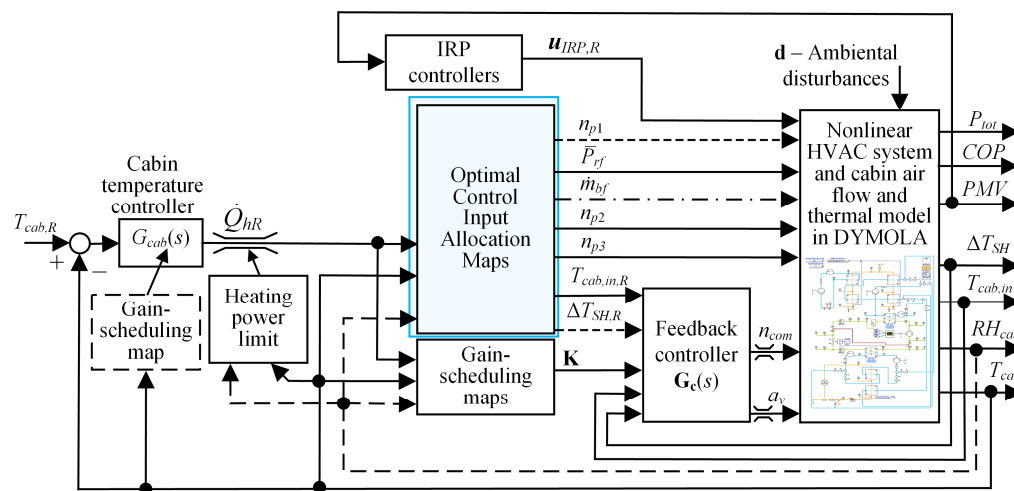 IRP
controllers
u_IRP,R
d – Ambiental
disturbances
Optimal
Control
Input
Allocation
Maps
n_p1
P̅_rf
ṁ_bf
n_p2
n_p3
T_cab,in,R
ΔT_SH,R
Nonlinear
HVAC system
and cabin air
flow and
thermal model
in DYMOLA
P_tot
COP
PMV
ΔT_SH
T_cab,in
RH_ca
T_ca
Cabin
temperature
controller
T_cab,R
+
−
G_cab(s)
Q̇_hR
Gain-
scheduling
map
Heating
power
limit
Gain-
scheduling
maps
K
Feedback
controller
G_c(s)
n_com
a_v